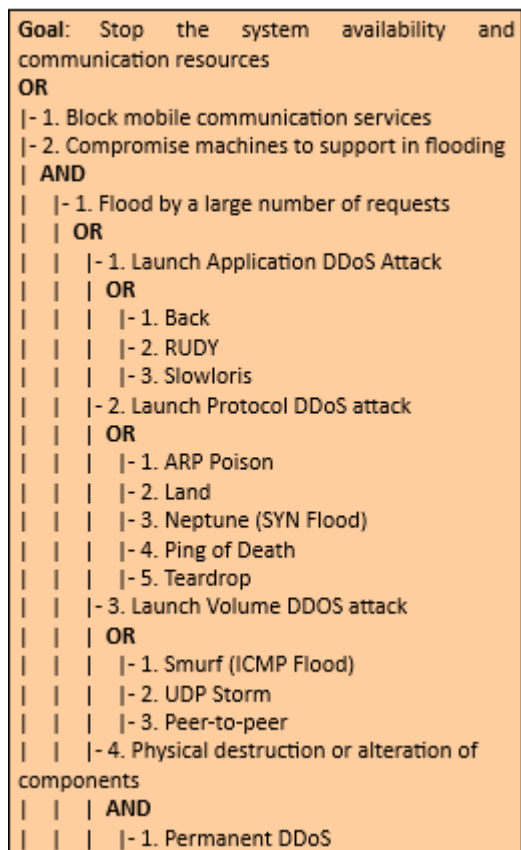 Goal: Stop the system availability and
communication resources
OR
|- 1. Block mobile communication services
|- 2. Compromise machines to support in flooding
| AND
| |- 1. Flood by a large number of requests
| | OR
| | |- 1. Launch Application DDoS Attack
| | | OR
| | | |- 1. Back
| | | |- 2. RUDY
| | | |- 3. Slowloris
| | |- 2. Launch Protocol DDoS attack
| | | OR
| | | |- 1. ARP Poison
| | | |- 2. Land
| | | |- 3. Neptune (SYN Flood)
| | | |- 4. Ping of Death
| | | |- 5. Teardrop
| | |- 3. Launch Volume DDOS attack
| | | OR
| | | |- 1. Smurf (ICMP Flood)
| | | |- 2. UDP Storm
| | | |- 3. Peer-to-peer
| | |- 4. Physical destruction or alteration of
components
| | | AND
| | | |- 1. Permanent DDoS